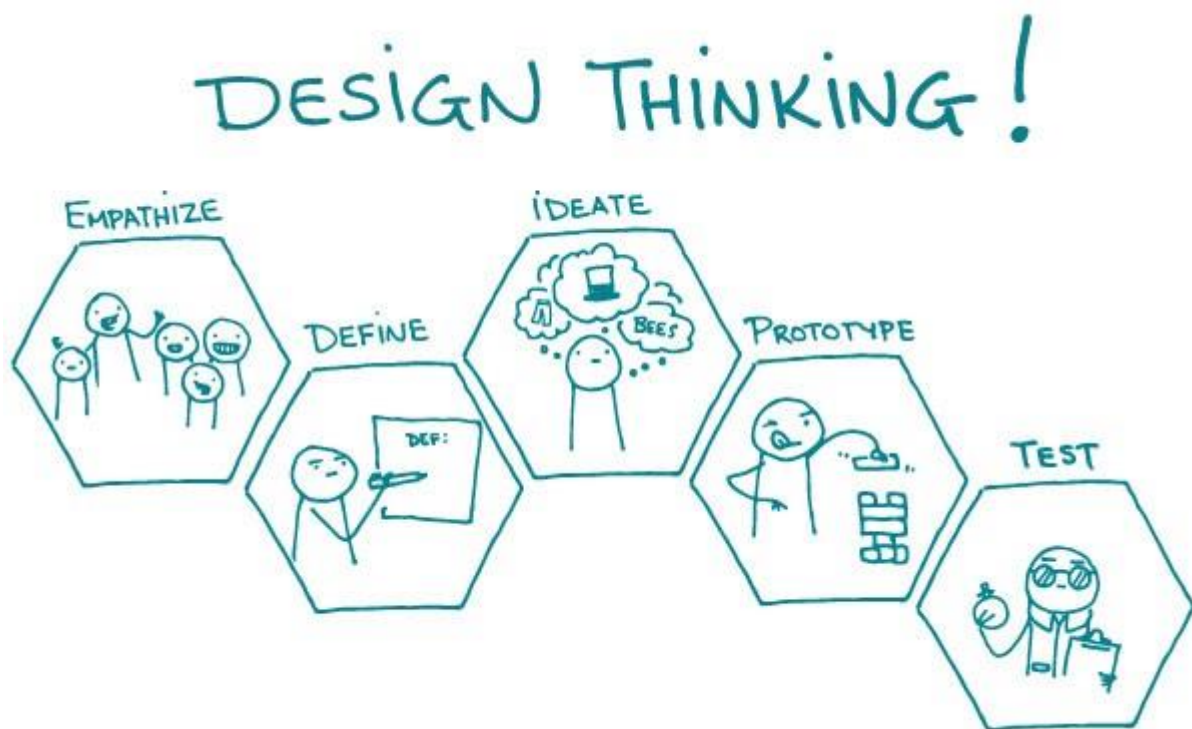 DESiGN THiNKiNG!
EMPATHiZE
DEFiNE
DEF:
iDEATE
BEES
PROTOTYPE
TEST